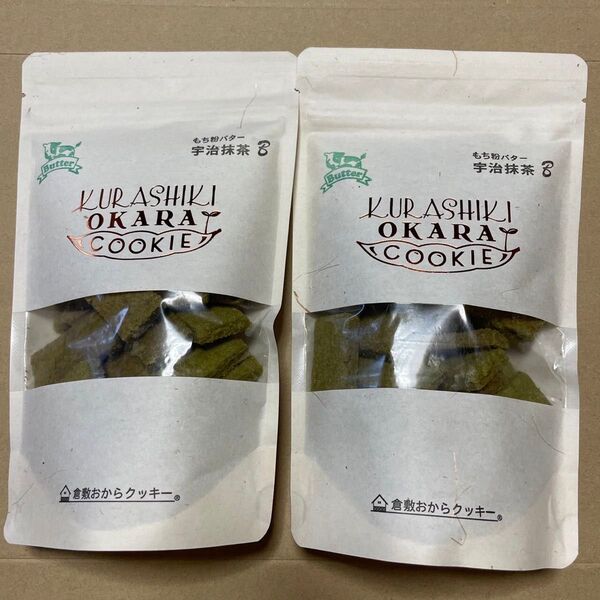 Butter
もち粉バター
宇治抹茶 B
KURASHIKI
OKARA
COOKIE
倉敷おからクッキー®
Butter
もち粉バター
宇治抹茶 B
KURASHIKI
OKARA
COOKIE
倉敷おからクッキー®